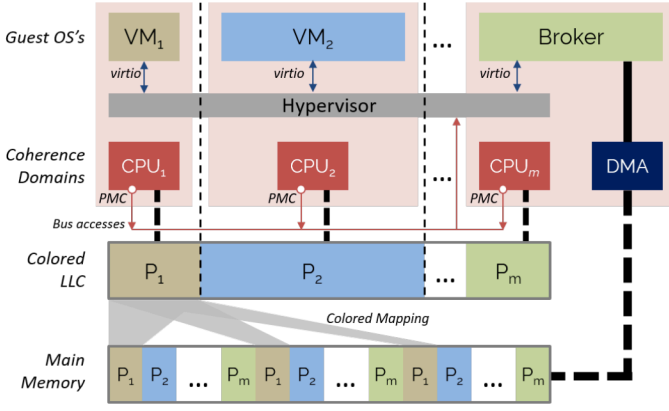 Guest OS's VM1 VM2 ... Broker
virtio virtio virtio
Hypervisor
Coherence Domains CPU1 CPU2 ... CPUm DMA
PMC PMC PMC
Bus accesses
Colored LLC P1 P2 ... Pm
Colored Mapping
Main Memory P1 P2 ... Pm P1 P2 ... Pm P1 P2 ... Pm